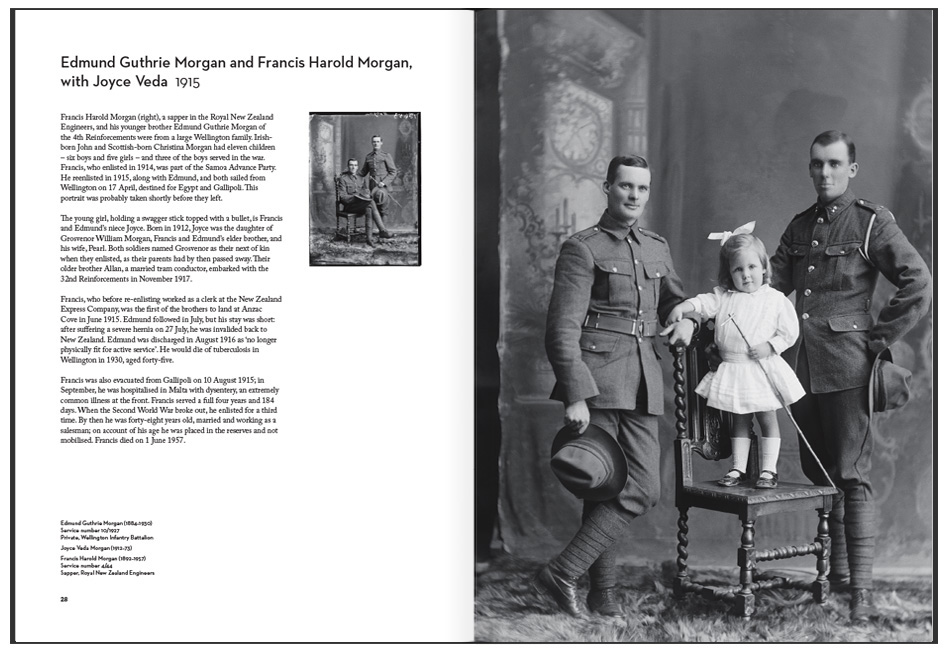 Edmund Guthrie Morgan and Francis Harold Morgan,
with Joyce Veda 1915
Francis Harold Morgan (right), a sapper in the Royal New Zealand
Engineers, and his younger brother Edmund Guthrie Morgan of
the 4th Reinforcements were from a large Wellington family. Irish-
born John and Scottish-born Christina Morgan had eleven children
– six boys and five girls – and three of the boys served in the war.
Francis, who enlisted in 1914, was part of the Samoa Advance Party.
He reenlisted in 1915, along with Edmund, and both sailed from
Wellington on 17 April, destined for Egypt and Gallipoli. This
portrait was probably taken shortly before they left.
The young girl, holding a swagger stick topped with a bullet, is Francis
and Edmund's niece Joyce. Born in 1912, Joyce was the daughter of
Grosvenor William Morgan, Francis and Edmund's elder brother, and
his wife, Pearl. Both soldiers named Grosvenor as their next of kin
when they enlisted, as their parents had by then passed away. Their
older brother Allan, a married tram conductor, embarked with the
32nd Reinforcements in November 1917.
Francis, who before re-enlisting worked as a clerk at the New Zealand
Express Company, was the first of the brothers to land at Anzac
Cove in June 1915. Edmund followed in July, but his stay was short:
after suffering a severe hernia on 27 July, he was invalided back to
New Zealand. Edmund was discharged in August 1916 as 'no longer
physically fit for active service'. He would die of tuberculosis in
Wellington in 1930, aged forty-five.
Francis was also evacuated from Gallipoli on 10 August 1915; in
September, he was hospitalised in Malta with dysentery, an extremely
common illness at the front. Francis served a full four years and 184
days. When the Second World War broke out, he enlisted for a third
time. By then he was forty-eight years old, married and working as a
salesman; on account of his age he was placed in the reserves and not
mobilised. Francis died on 1 June 1957.
Edmund Guthrie Morgan (1884-1930)
Service number 10/1927
Private, Wellington Infantry Battalion
Joyce Veda Morgan (1912-73)
Francis Harold Morgan (1892-1957)
Service number 4/44
Sapper, Royal New Zealand Engineers
28